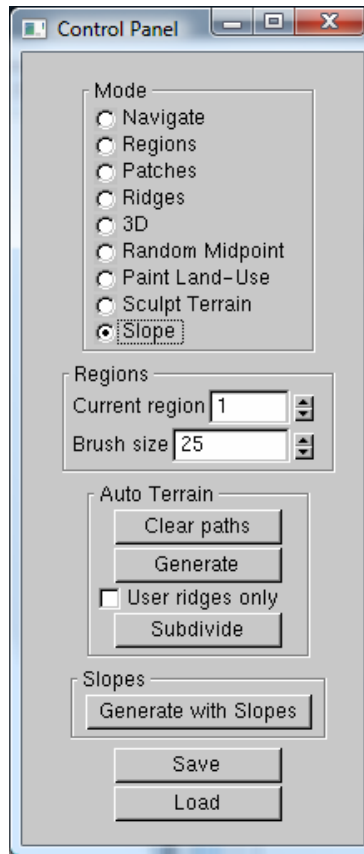 Control Panel
Mode
Navigate
Regions
Patches
Ridges
3D
Random Midpoint
Paint Land-Use
Sculpt Terrain
Slope
Regions
Current region 1
Brush size 25
Auto Terrain
Clear paths
Generate
User ridges only
Subdivide
Slopes
Generate with Slopes
Save
Load